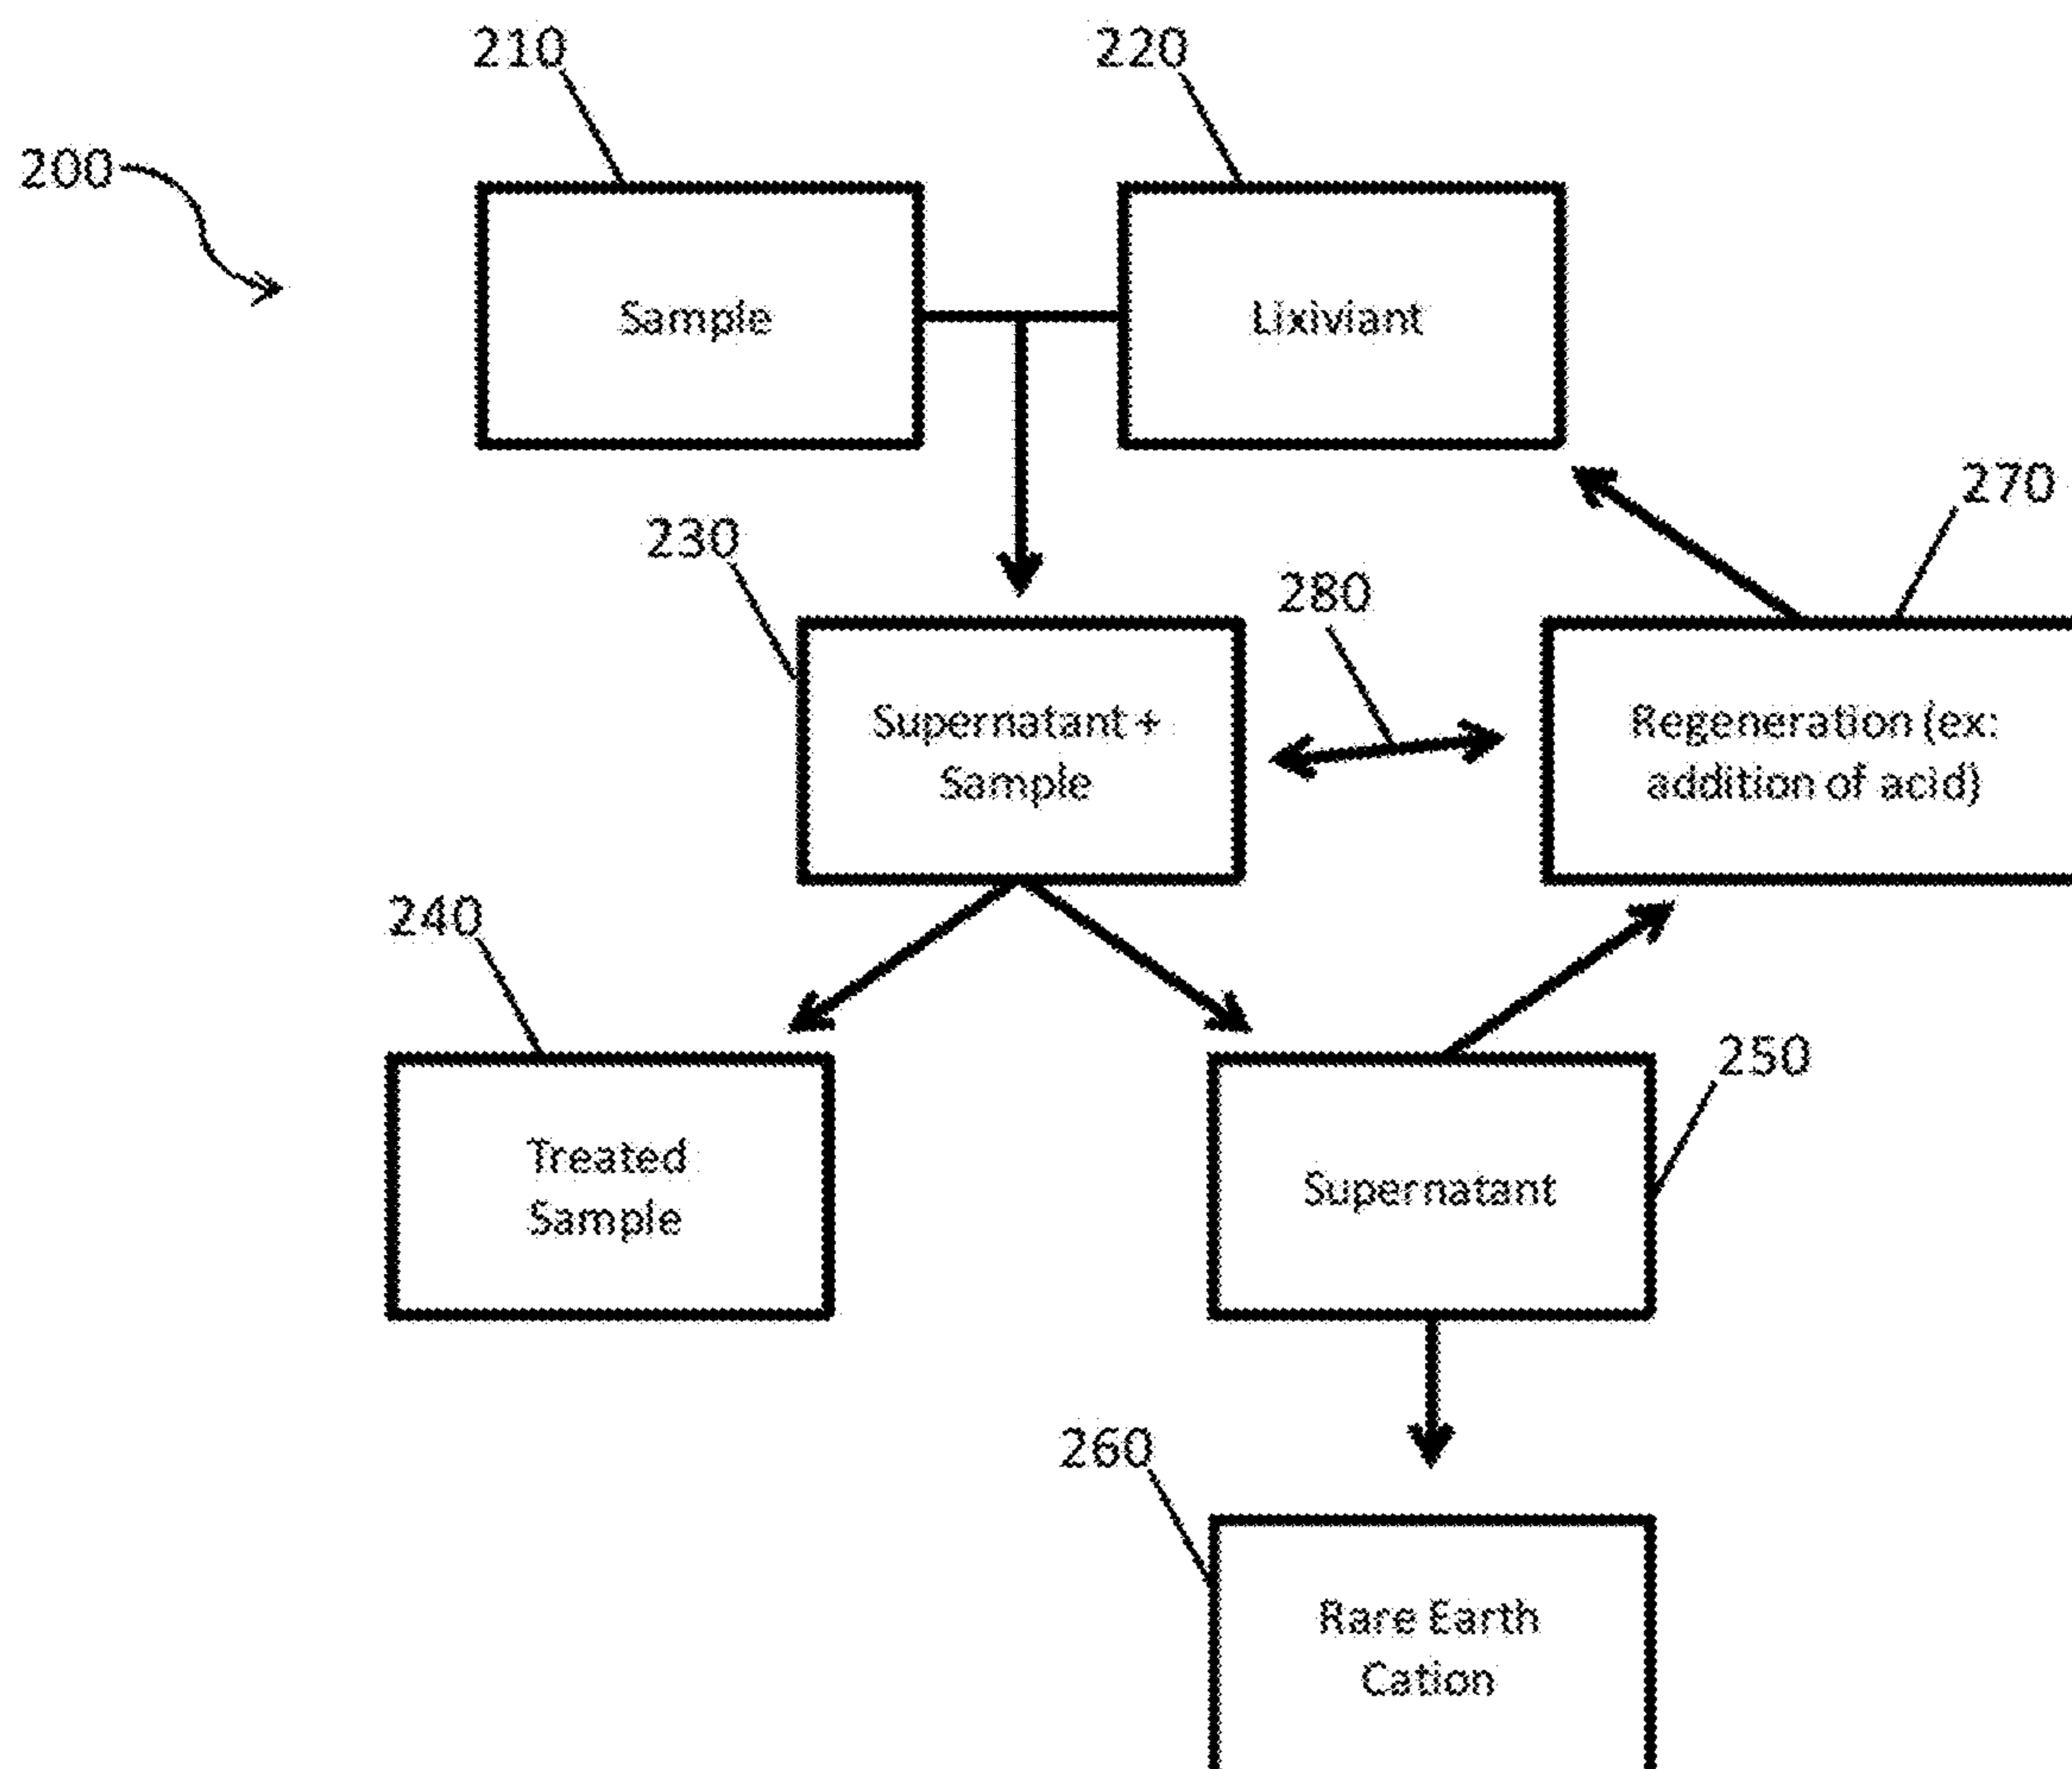 210
220
200
Sample
Lixiviant
270
230
280
Supernatant +
Sample
Regeneration (ex:
addition of acid)
240
250
Treated
Sample
Supernatant
260
Rare Earth
Cation